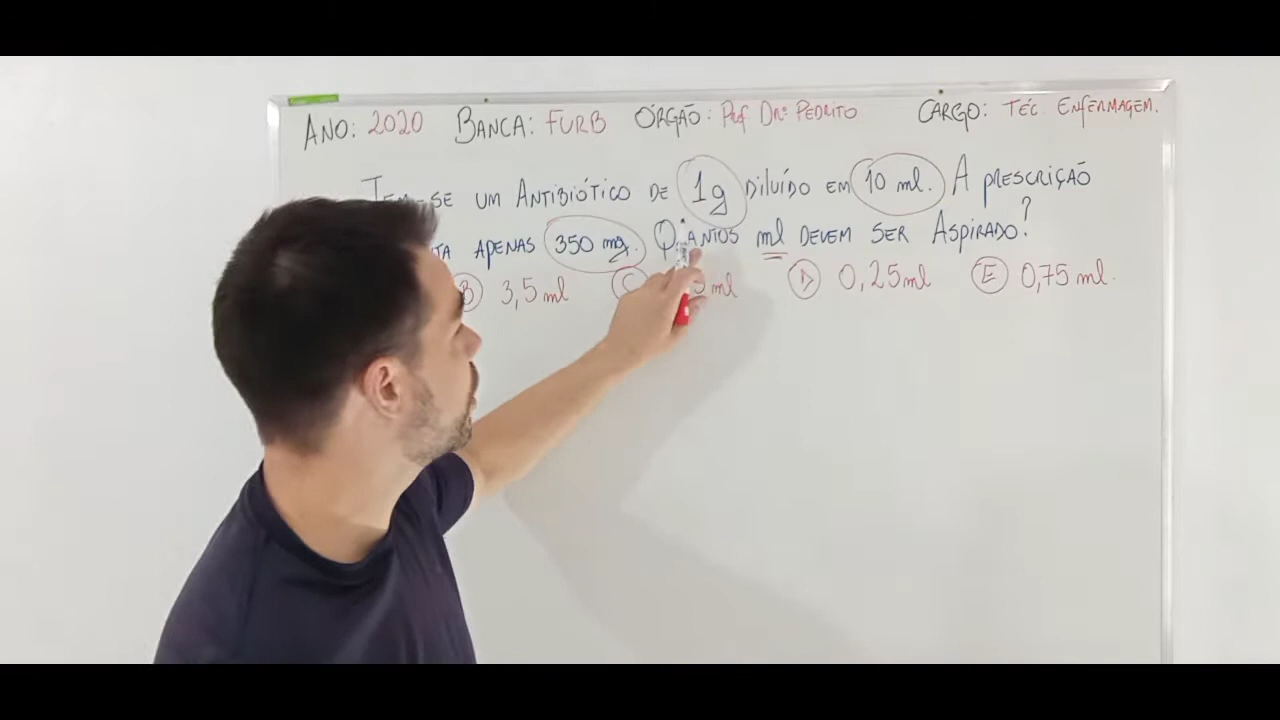 ANO: 2020 BANCA: FURB ÓRGÃO: Pref Drº PEDRITO CARGO: TÉC. ENFERMAGEM.
TEM-SE UM ANTIBIÓTICO DE 1g DILUÍDO EM 10 ml. A PRESCRIÇÃO
APENAS 350 mg. QUANTOS ml DEVEM SER ASPIRADO?
B 3,5 ml C ml D 0,25 ml E 0,75 ml.